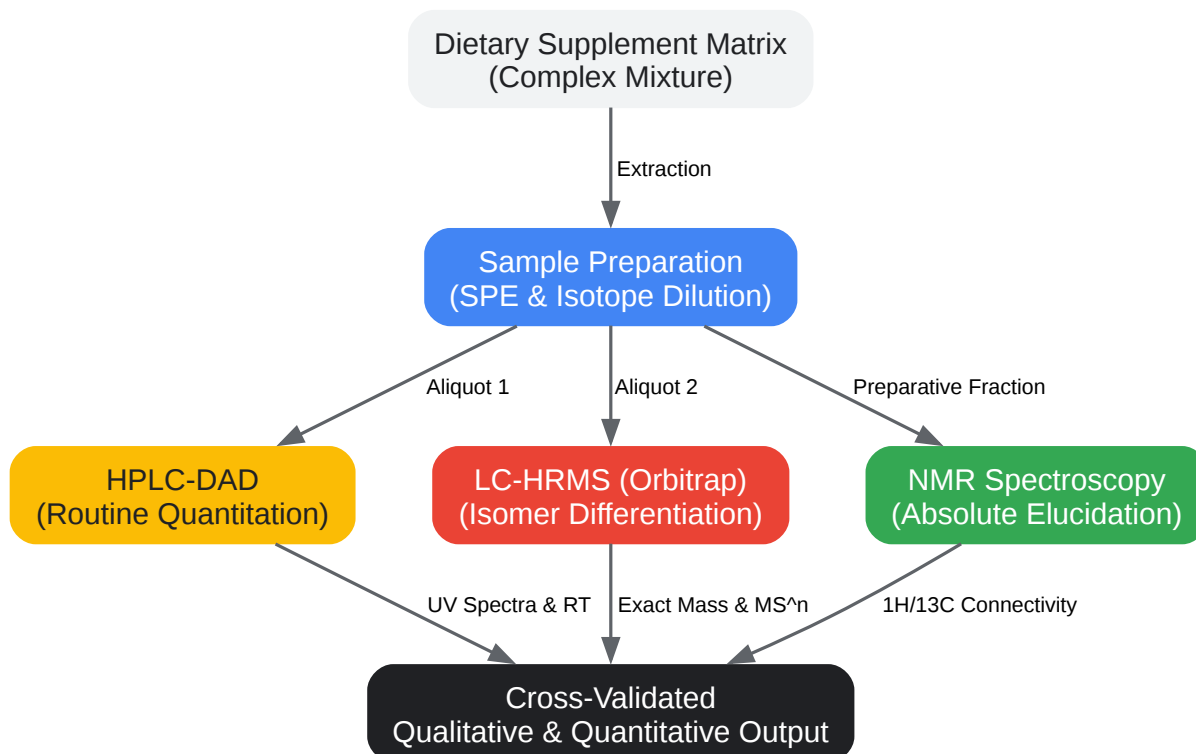 Dietary Supplement Matrix
(Complex Mixture)
Extraction
Sample Preparation
(SPE & Isotope Dilution)
Aliquot 1
Aliquot 2
Preparative Fraction
HPLC-DAD
(Routine Quantitation)
LC-HRMS (Orbitrap)
(Isomer Differentiation)
NMR Spectroscopy
(Absolute Elucidation)
UV Spectra & RT
Exact Mass & MS^n
1H/13C Connectivity
Cross-Validated
Qualitative & Quantitative Output